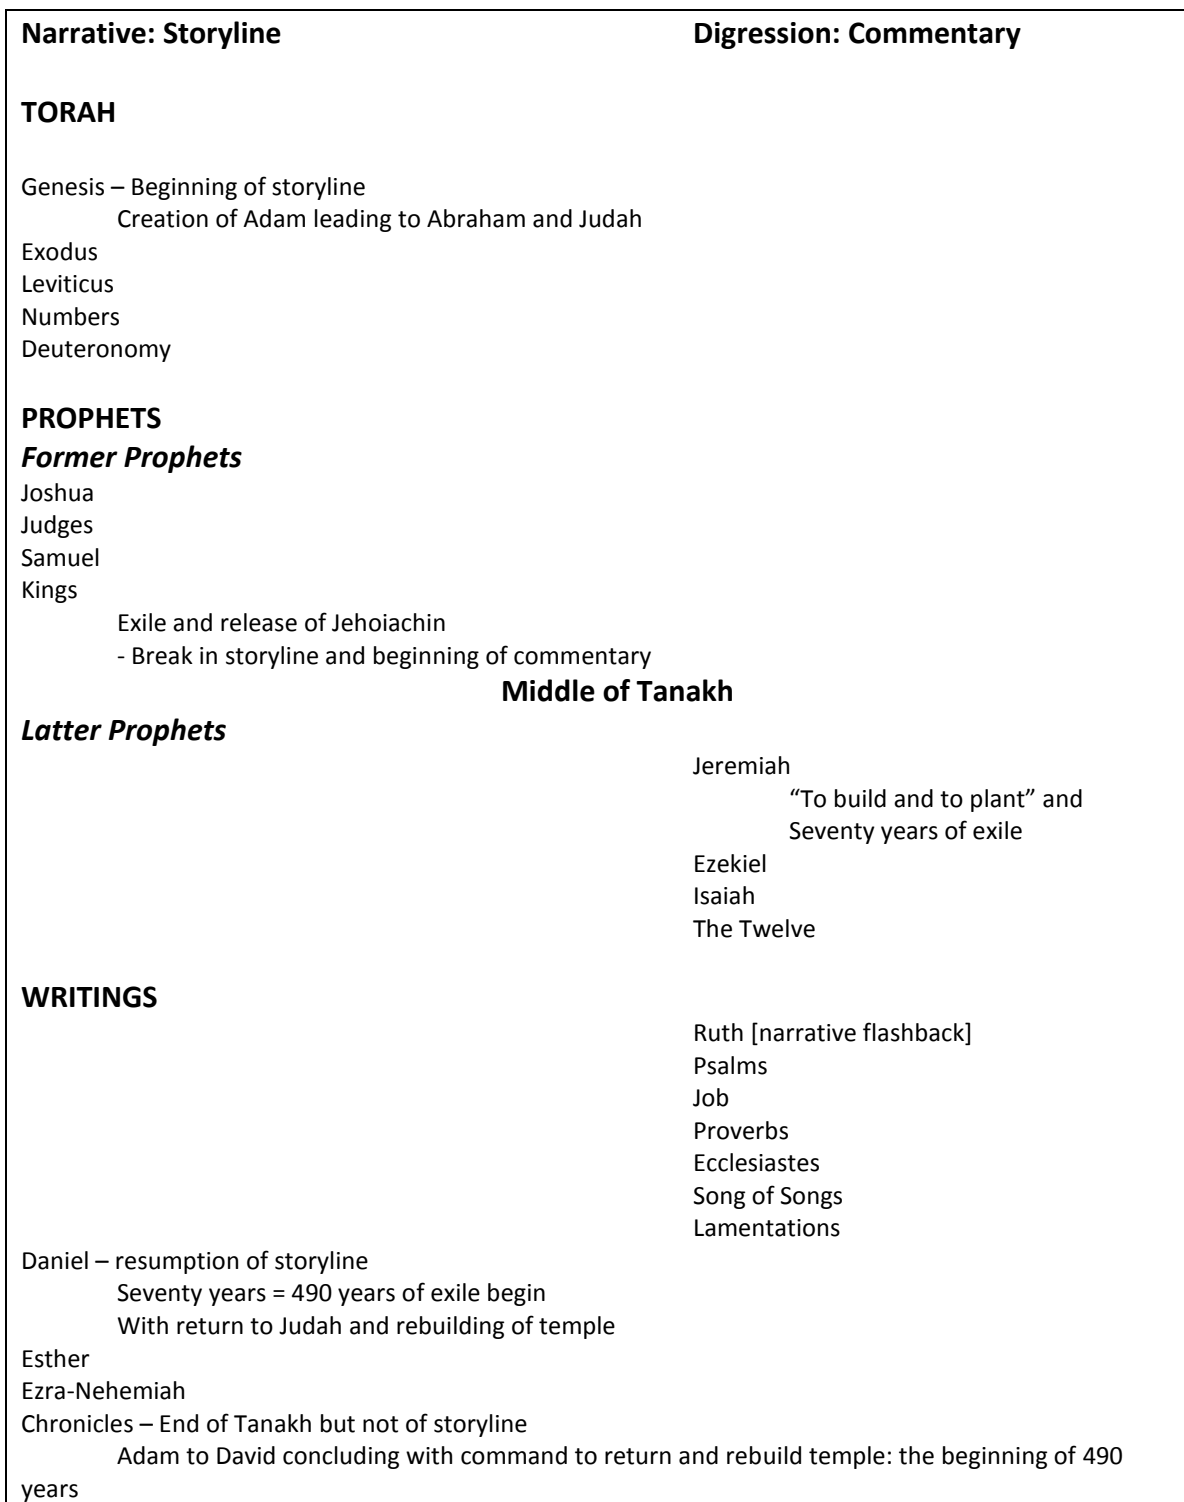 Narrative: Storyline Digression: Commentary
TORAH
Genesis – Beginning of storyline
Creation of Adam leading to Abraham and Judah
Exodus
Leviticus
Numbers
Deuteronomy
PROPHETS
Former Prophets
Joshua
Judges
Samuel
Kings
Exile and release of Jehoiachin
- Break in storyline and beginning of commentary
Middle of Tanakh
Latter Prophets
Jeremiah
“To build and to plant” and
Seventy years of exile
Ezekiel
Isaiah
The Twelve
WRITINGS
Ruth [narrative flashback]
Psalms
Job
Proverbs
Ecclesiastes
Song of Songs
Lamentations
Daniel – resumption of storyline
Seventy years = 490 years of exile begin
With return to Judah and rebuilding of temple
Esther
Ezra-Nehemiah
Chronicles – End of Tanakh but not of storyline
Adam to David concluding with command to return and rebuild temple: the beginning of 490
years